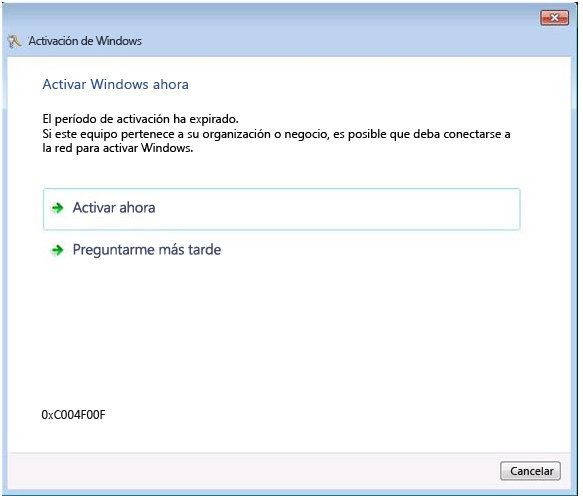 Activación de Windows
Activar Windows ahora
El período de activación ha expirado.
Si este equipo pertenece a su organización o negocio, es posible que deba conectarse a
la red para activar Windows.
Activar ahora
Preguntarme más tarde
0xC004F00F
Cancelar